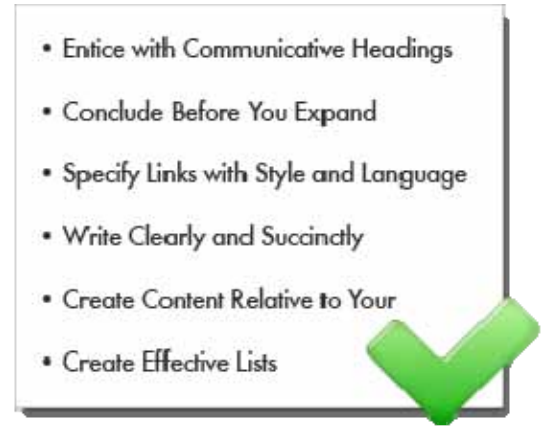 • Entice with Communicative Headings
• Conclude Before You Expand
• Specify Links with Style and Language
• Write Clearly and Succinctly
• Create Content Relative to Your
• Create Effective Lists